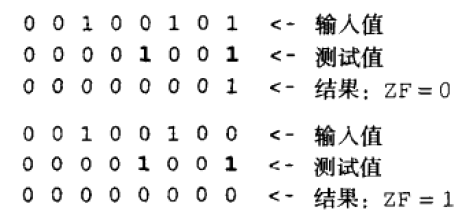 0 0 1 0 0 1 0 1 <- 输入值
0 0 0 0 1 0 0 1 <- 测试值
0 0 0 0 0 0 0 1 <- 结果：ZF = 0
0 0 1 0 0 1 0 0 <- 输入值
0 0 0 0 1 0 0 1 <- 测试值
0 0 0 0 0 0 0 0 <- 结果：ZF = 1